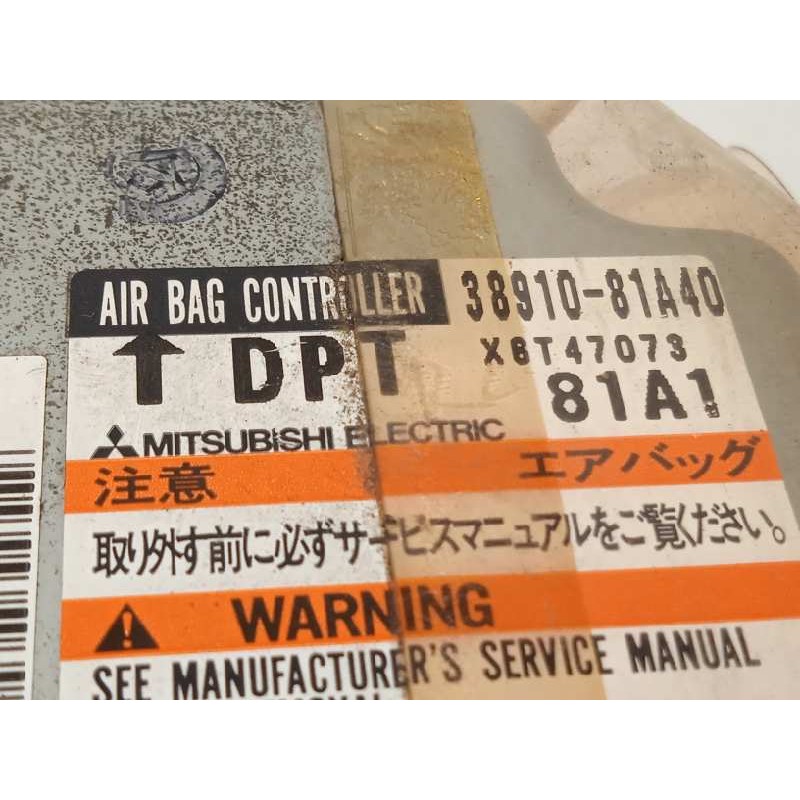 AIR BAG CONTROLLER 38910-81A40
↑ DPT X8T47073
81A1
MITSUBISHI ELECTRIC
注意 エアバッグ
取り外す前に必ずサービスマニュアルをご覧ください。
WARNING
SEE MANUFACTURER'S SERVICE MANUAL